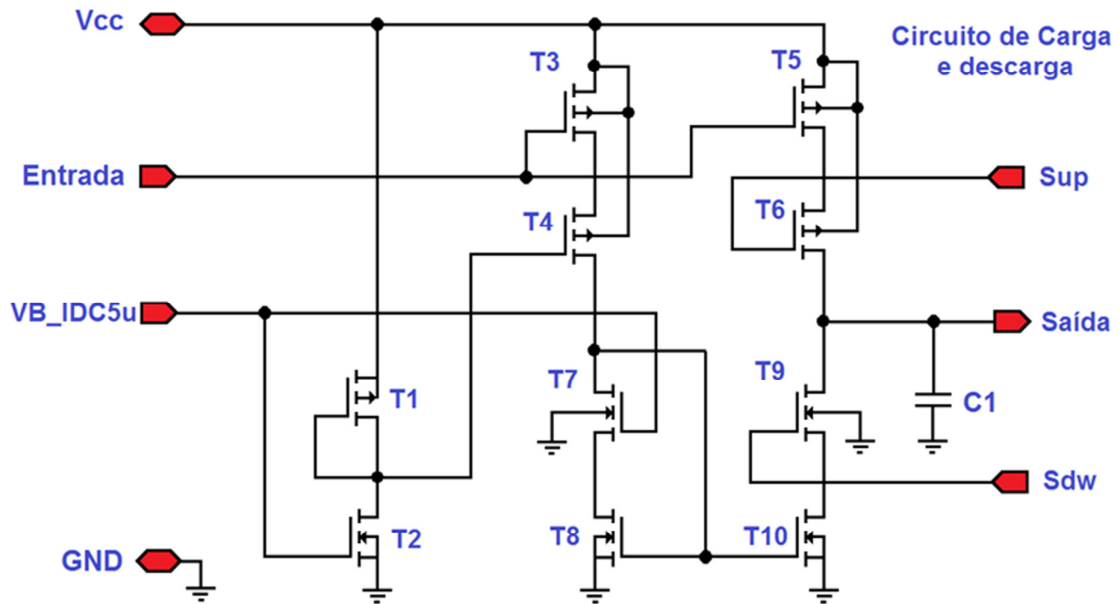 Vcc
Circuito de Carga
e descarga
T3
T5
Entrada
Sup
T4
T6
VB_IDC5u
Saída
T1
T7
T9
C1
Sdw
T2
T8
T10
GND